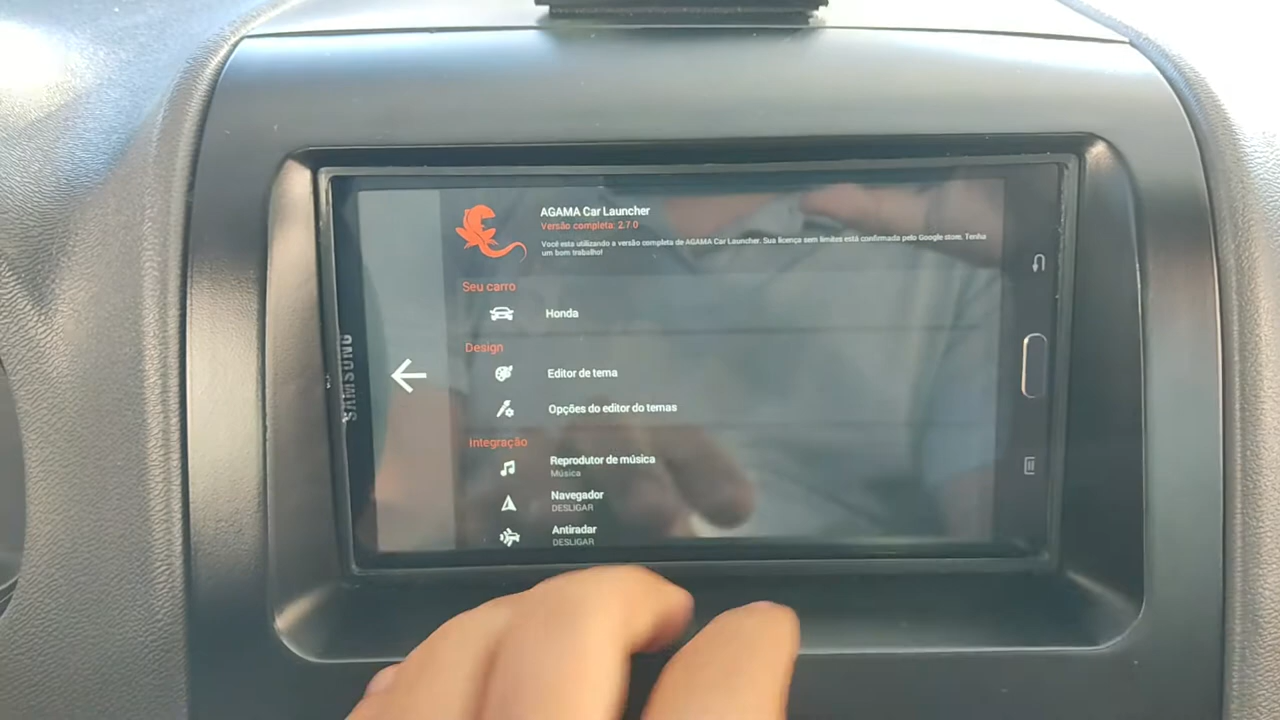 AGAMA Car Launcher
Versão completa: 2.7.0
Você esta utilizando a versão completa de AGAMA Car Launcher. Sua licença sem limites está confirmada pelo Google store. Tenha
um bom trabalho!
Seu carro
Honda
Design
Editor de tema
Opções do editor do temas
Integração
Reprodutor de música
Música
Navegador
DESLIGAR
Antiradar
DESLIGAR
SAMSUNG